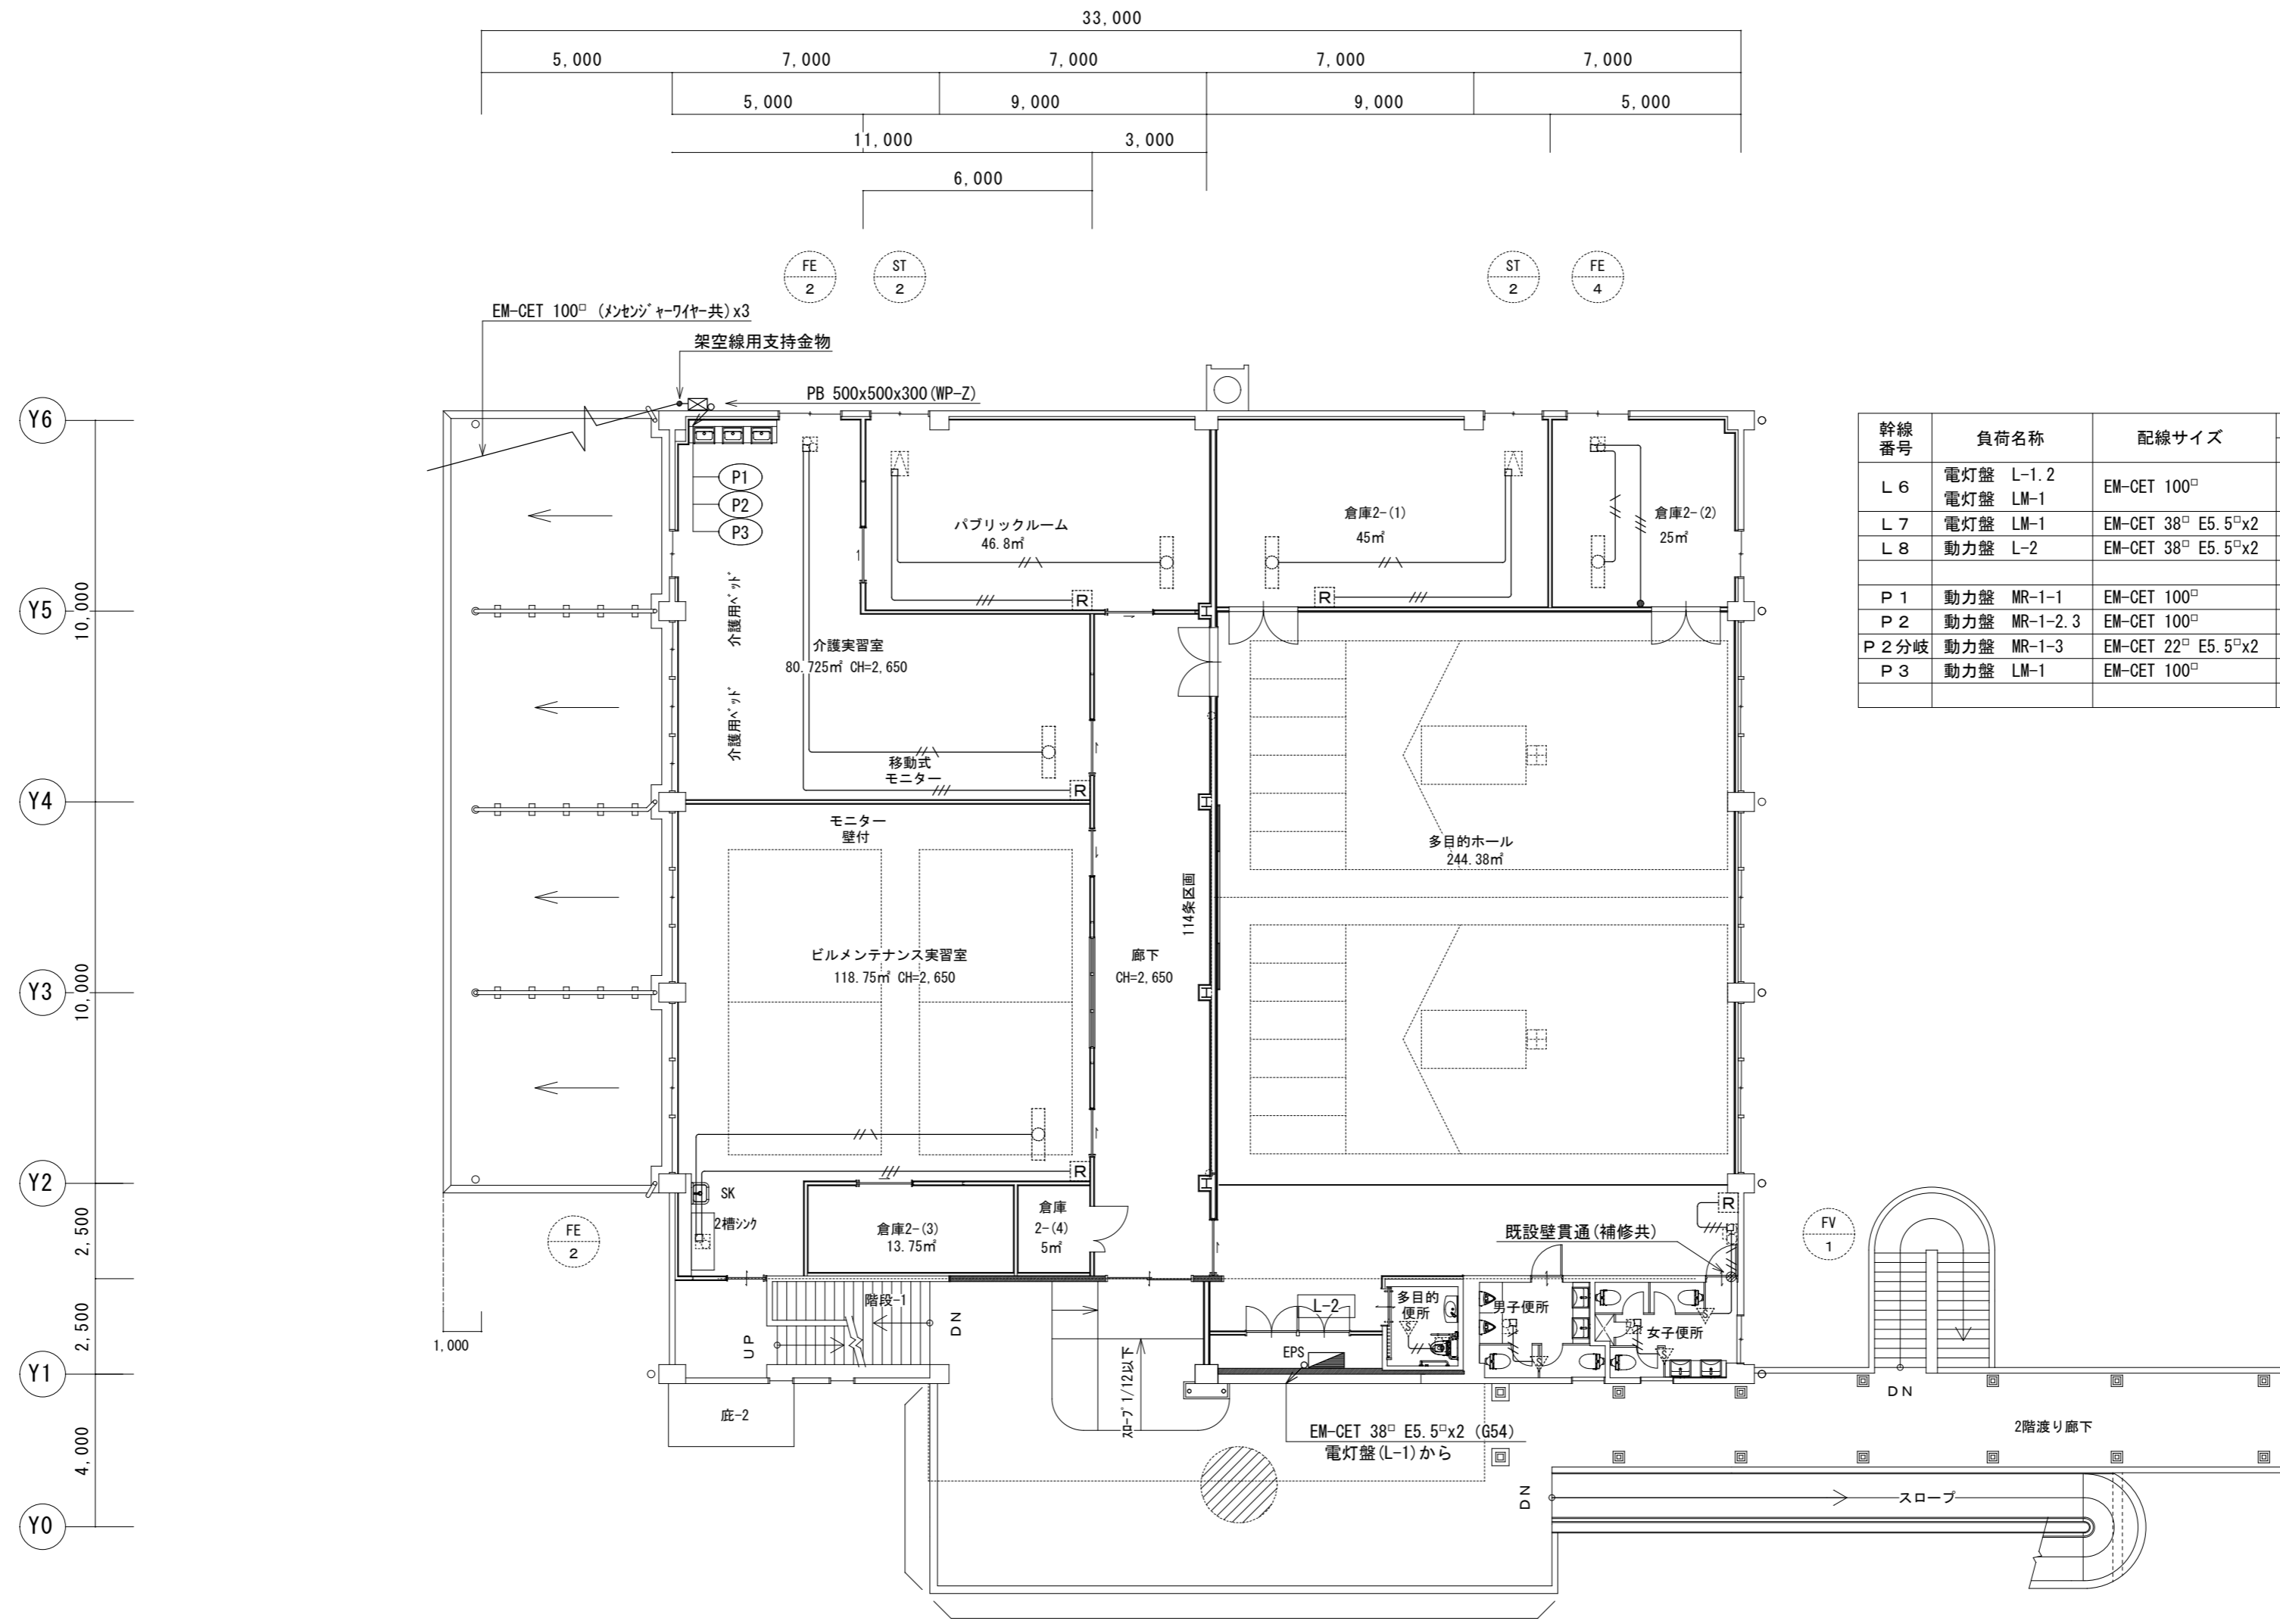 33,000
5,000 7,000 7,000 7,000 7,000
5,000 9,000 9,000 5,000
11,000 3,000
6,000
FE
2
ST
2
ST
2
FE
4
EM-CET 100□ (ﾒﾝｾﾝｼﾞｬｰﾜｲﾔｰ共)x3
架空線用支持金物
PB 500x500x300(WP-Z)
Y6
Y5
Y4
Y3
Y2
Y1
Y0
10,000
10,000
2,500
2,500
4,000
1,000
P1
P2
P3
パブリックルーム
46.8㎡
倉庫2-(1)
45㎡
倉庫2-(2)
25㎡
R
R
介護用ﾍﾞｯﾄﾞ
介護用ﾍﾞｯﾄﾞ
介護実習室
80.725㎡ CH=2,650
移動式
モニター
R
モニター
壁付
多目的ホール
244.38㎡
114条区画
ビルメンテナンス実習室
118.75㎡ CH=2,650
廊下
CH=2,650
R
SK
2槽ｼﾝｸ
倉庫2-(3)
13.75㎡
倉庫
2-(4)
5㎡
FE
2
R
既設壁貫通(補修共)
FV
1
階段-1
UP
DN
ｽﾛｰﾌﾟ1/12以下
L-2
EPS
多目的
便所
S
男子便所
S
女子便所
S
S
庇-2
EM-CET 38□ E5.5□x2 (G54)
電灯盤(L-1)から
DN
2階渡り廊下
DN
スロープ
幹線
番号 負荷名称 配線サイズ
L6 電灯盤 L-1.2 EM-CET 100□
電灯盤 LM-1
L7 電灯盤 LM-1 EM-CET 38□ E5.5□x2
L8 動力盤 L-2 EM-CET 38□ E5.5□x2
P1 動力盤 MR-1-1 EM-CET 100□
P2 動力盤 MR-1-2.3 EM-CET 100□
P2分岐 動力盤 MR-1-3 EM-CET 22□ E5.5□x2
P3 動力盤 LM-1 EM-CET 100□